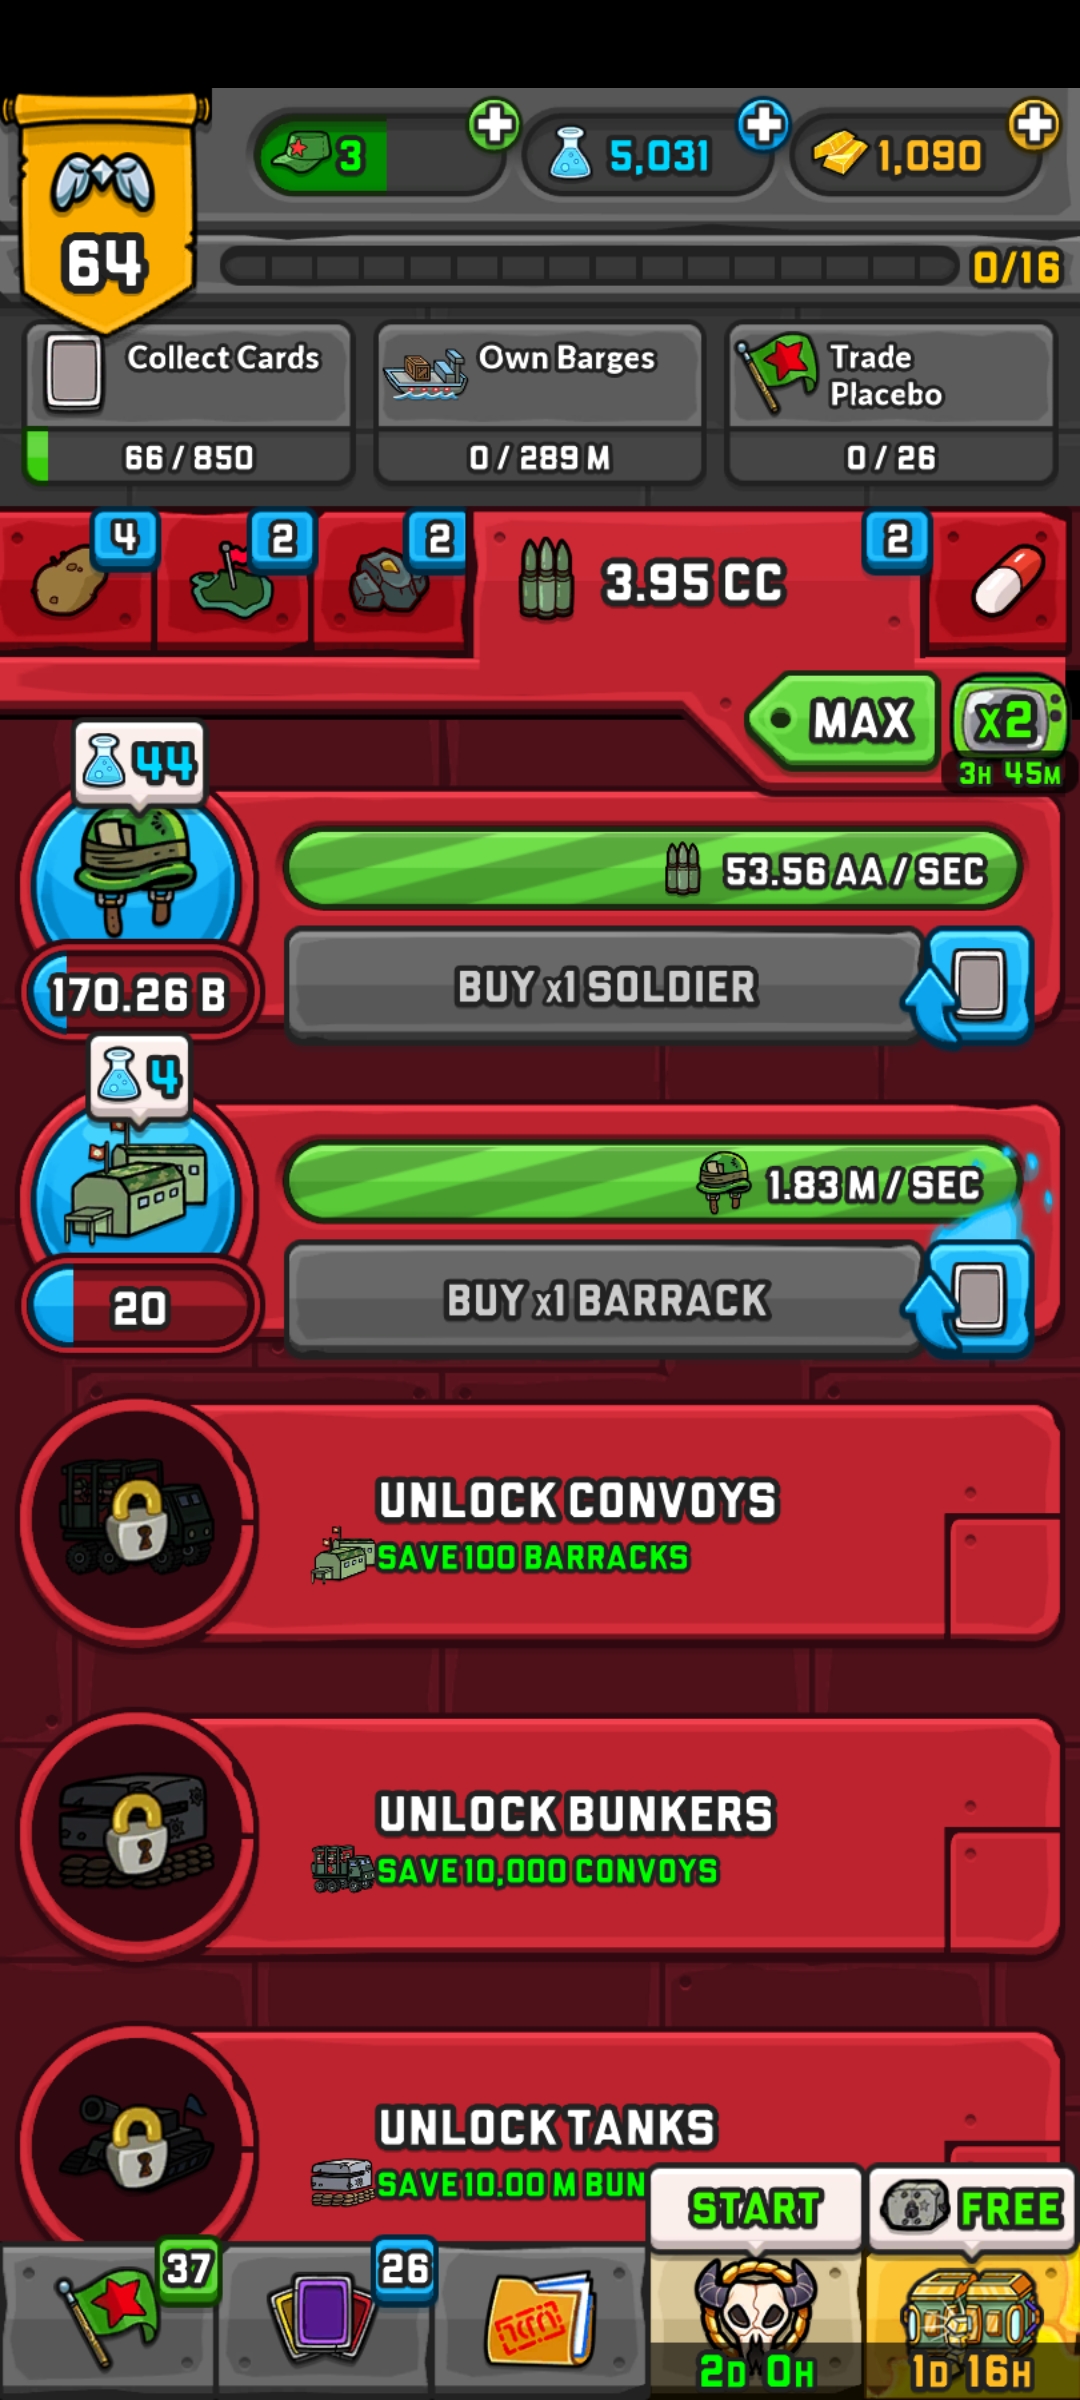 64
3
5,031
1,090
0/16
Collect Cards
66 / 850
Own Barges
0 / 289 M
Trade
Placebo
0 / 26
4
2
2
3.95 CC
2
MAX
X2
3H 45M
44
53.56 AA / SEC
170.26 B
BUY x1 SOLDIER
4
1.83 M / SEC
20
BUY x1 BARRACK
UNLOCK CONVOYS
SAVE 100 BARRACKS
UNLOCK BUNKERS
SAVE 10,000 CONVOYS
UNLOCK TANKS
SAVE 10.00 M BUN
START
FREE
37
26
2D 0H
1D 16H